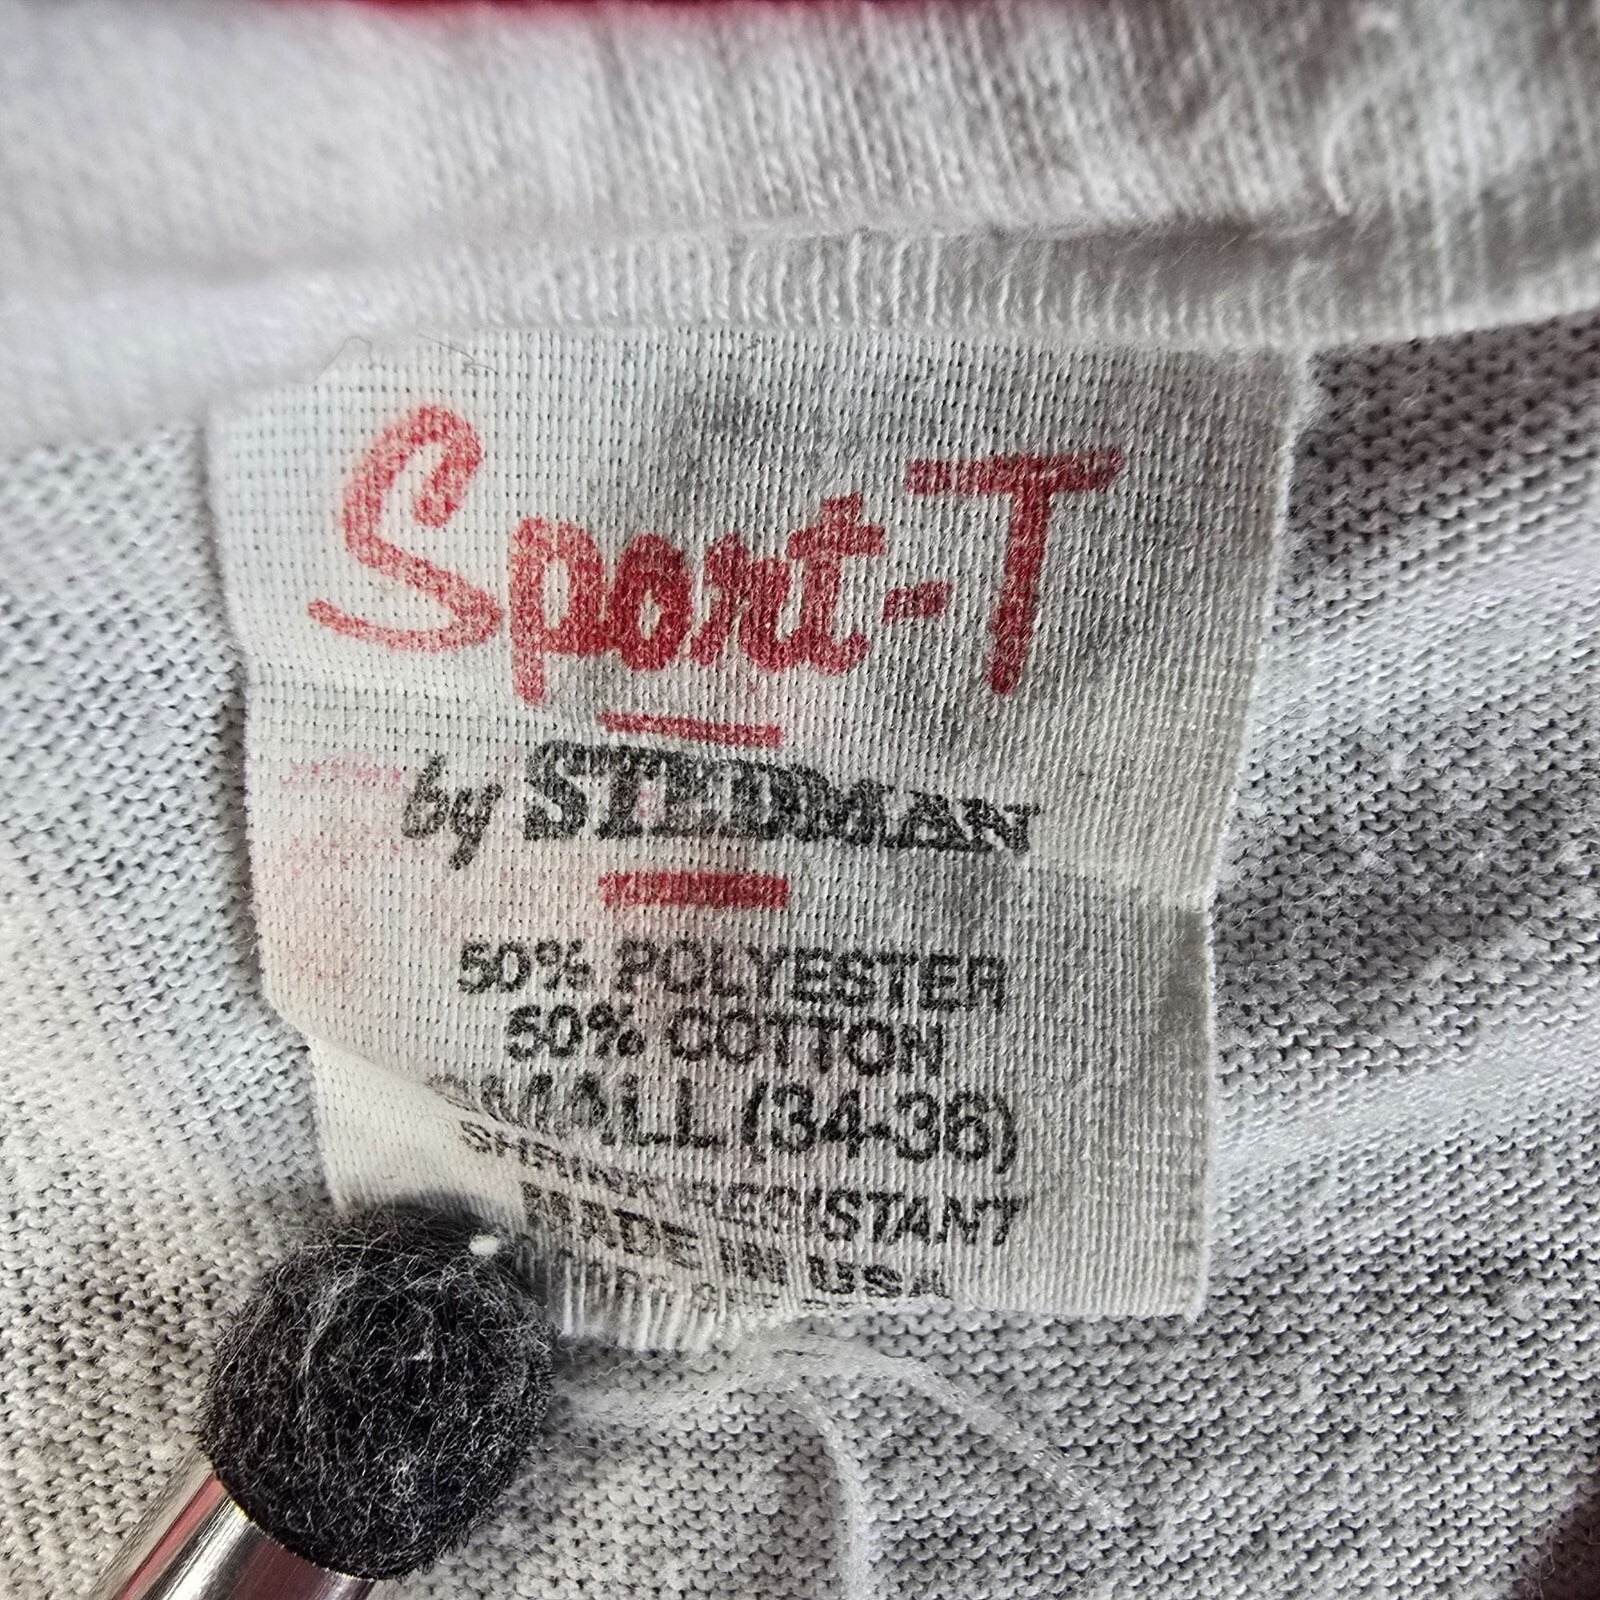 Sport-T
by STEDMAN
50% POLYESTER
50% COTTON
SMALL (34-36)
SHRINK RESISTANT
MADE IN USA